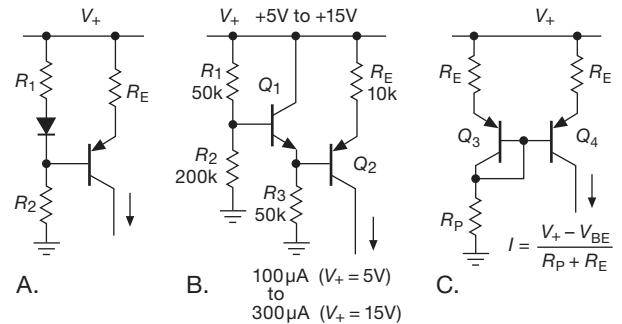 V+
R1
RE
R2
A.
V+ +5V to +15V
R1
50k
Q1
RE
10k
R2
200k
Q2
R3
50k
B.
100µA (V+ = 5V)
to
300µA (V+ = 15V)
V+
RE
RE
Q3
Q4
RP
I = V+ – VBE / RP + RE
C.